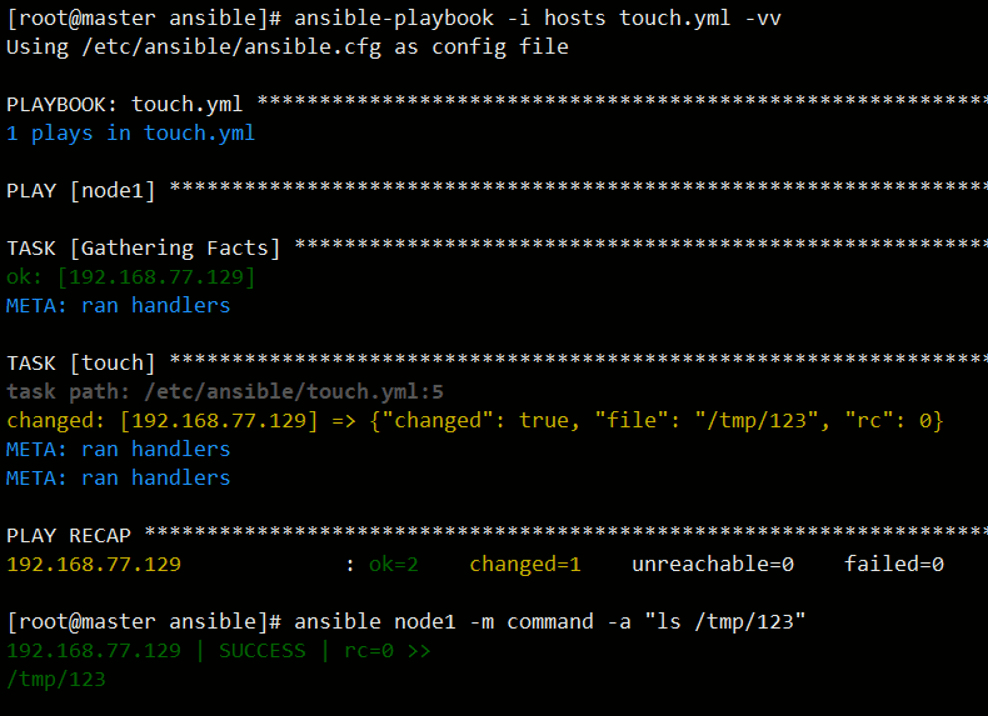 [root@master ansible]# ansible-playbook -i hosts touch.yml -vv
Using /etc/ansible/ansible.cfg as config file
PLAYBOOK: touch.yml ***********************************************************
1 plays in touch.yml
PLAY [node1] ******************************************************************
TASK [Gathering Facts] ********************************************************
ok: [192.168.77.129]
META: ran handlers
TASK [touch] ******************************************************************
task path: /etc/ansible/touch.yml:5
changed: [192.168.77.129] => {"changed": true, "file": "/tmp/123", "rc": 0}
META: ran handlers
META: ran handlers
PLAY RECAP ********************************************************************
192.168.77.129             : ok=2    changed=1    unreachable=0    failed=0
[root@master ansible]# ansible node1 -m command -a "ls /tmp/123"
192.168.77.129 | SUCCESS | rc=0 >>
/tmp/123